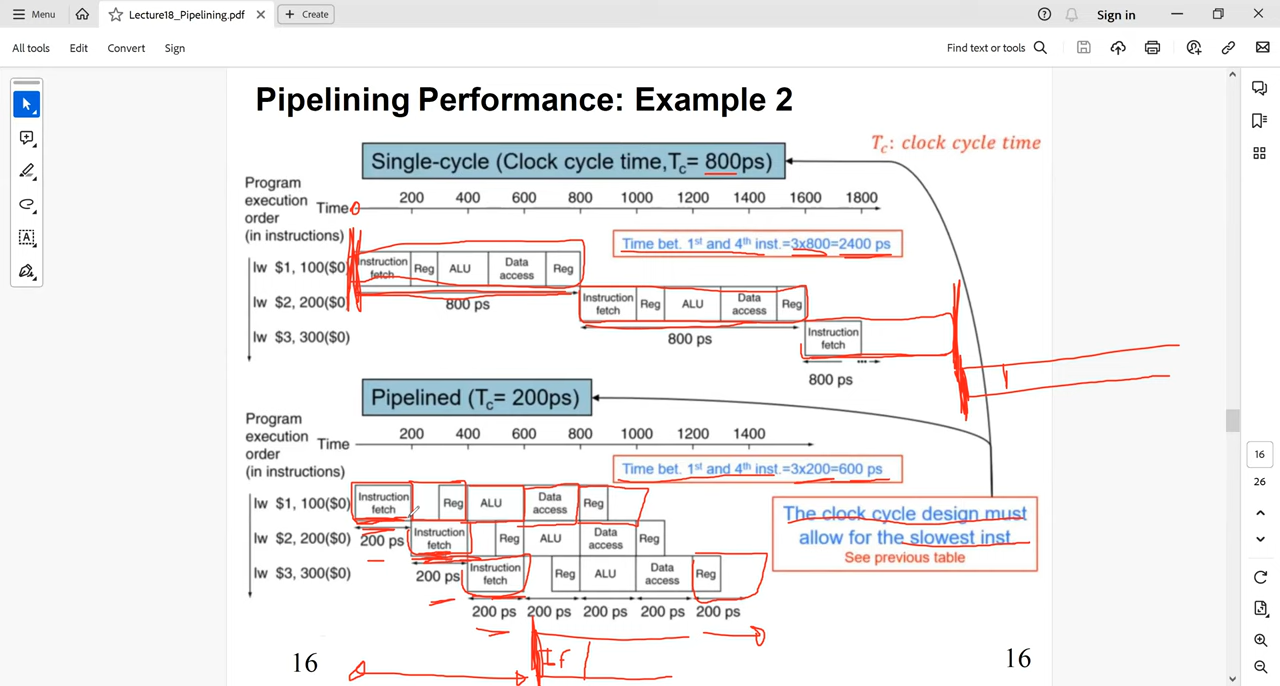 Menu
Lecture18_Pipelining.pdf
+ Create
Sign in
All tools Edit Convert Sign
Find text or tools
Pipelining Performance: Example 2
T_c: clock cycle time
Single-cycle (Clock cycle time,Tc= 800ps)
Program
execution
order
(in instructions)
Time 0 200 400 600 800 1000 1200 1400 1600 1800
Time bet. 1st and 4th inst.=3x800=2400 ps
lw $1, 100($0) Instruction fetch Reg ALU Data access Reg
lw $2, 200($0) 800 ps Instruction fetch Reg ALU Data access Reg
lw $3, 300($0) 800 ps Instruction fetch
800 ps
Pipelined (Tc= 200ps)
Program
execution
order
(in instructions)
Time 200 400 600 800 1000 1200 1400
Time bet. 1st and 4th inst.=3x200=600 ps
lw $1, 100($0) Instruction fetch Reg ALU Data access Reg
lw $2, 200($0) 200 ps Instruction fetch Reg ALU Data access Reg
lw $3, 300($0) 200 ps Instruction fetch Reg ALU Data access Reg
200 ps 200 ps 200 ps 200 ps 200 ps
The clock cycle design must
allow for the slowest inst
See previous table
If
16
16
16
26